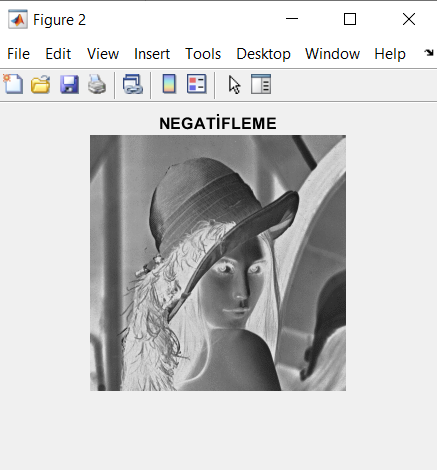 Figure 2
File Edit View Insert Tools Desktop Window Help
NEGATİFLEME